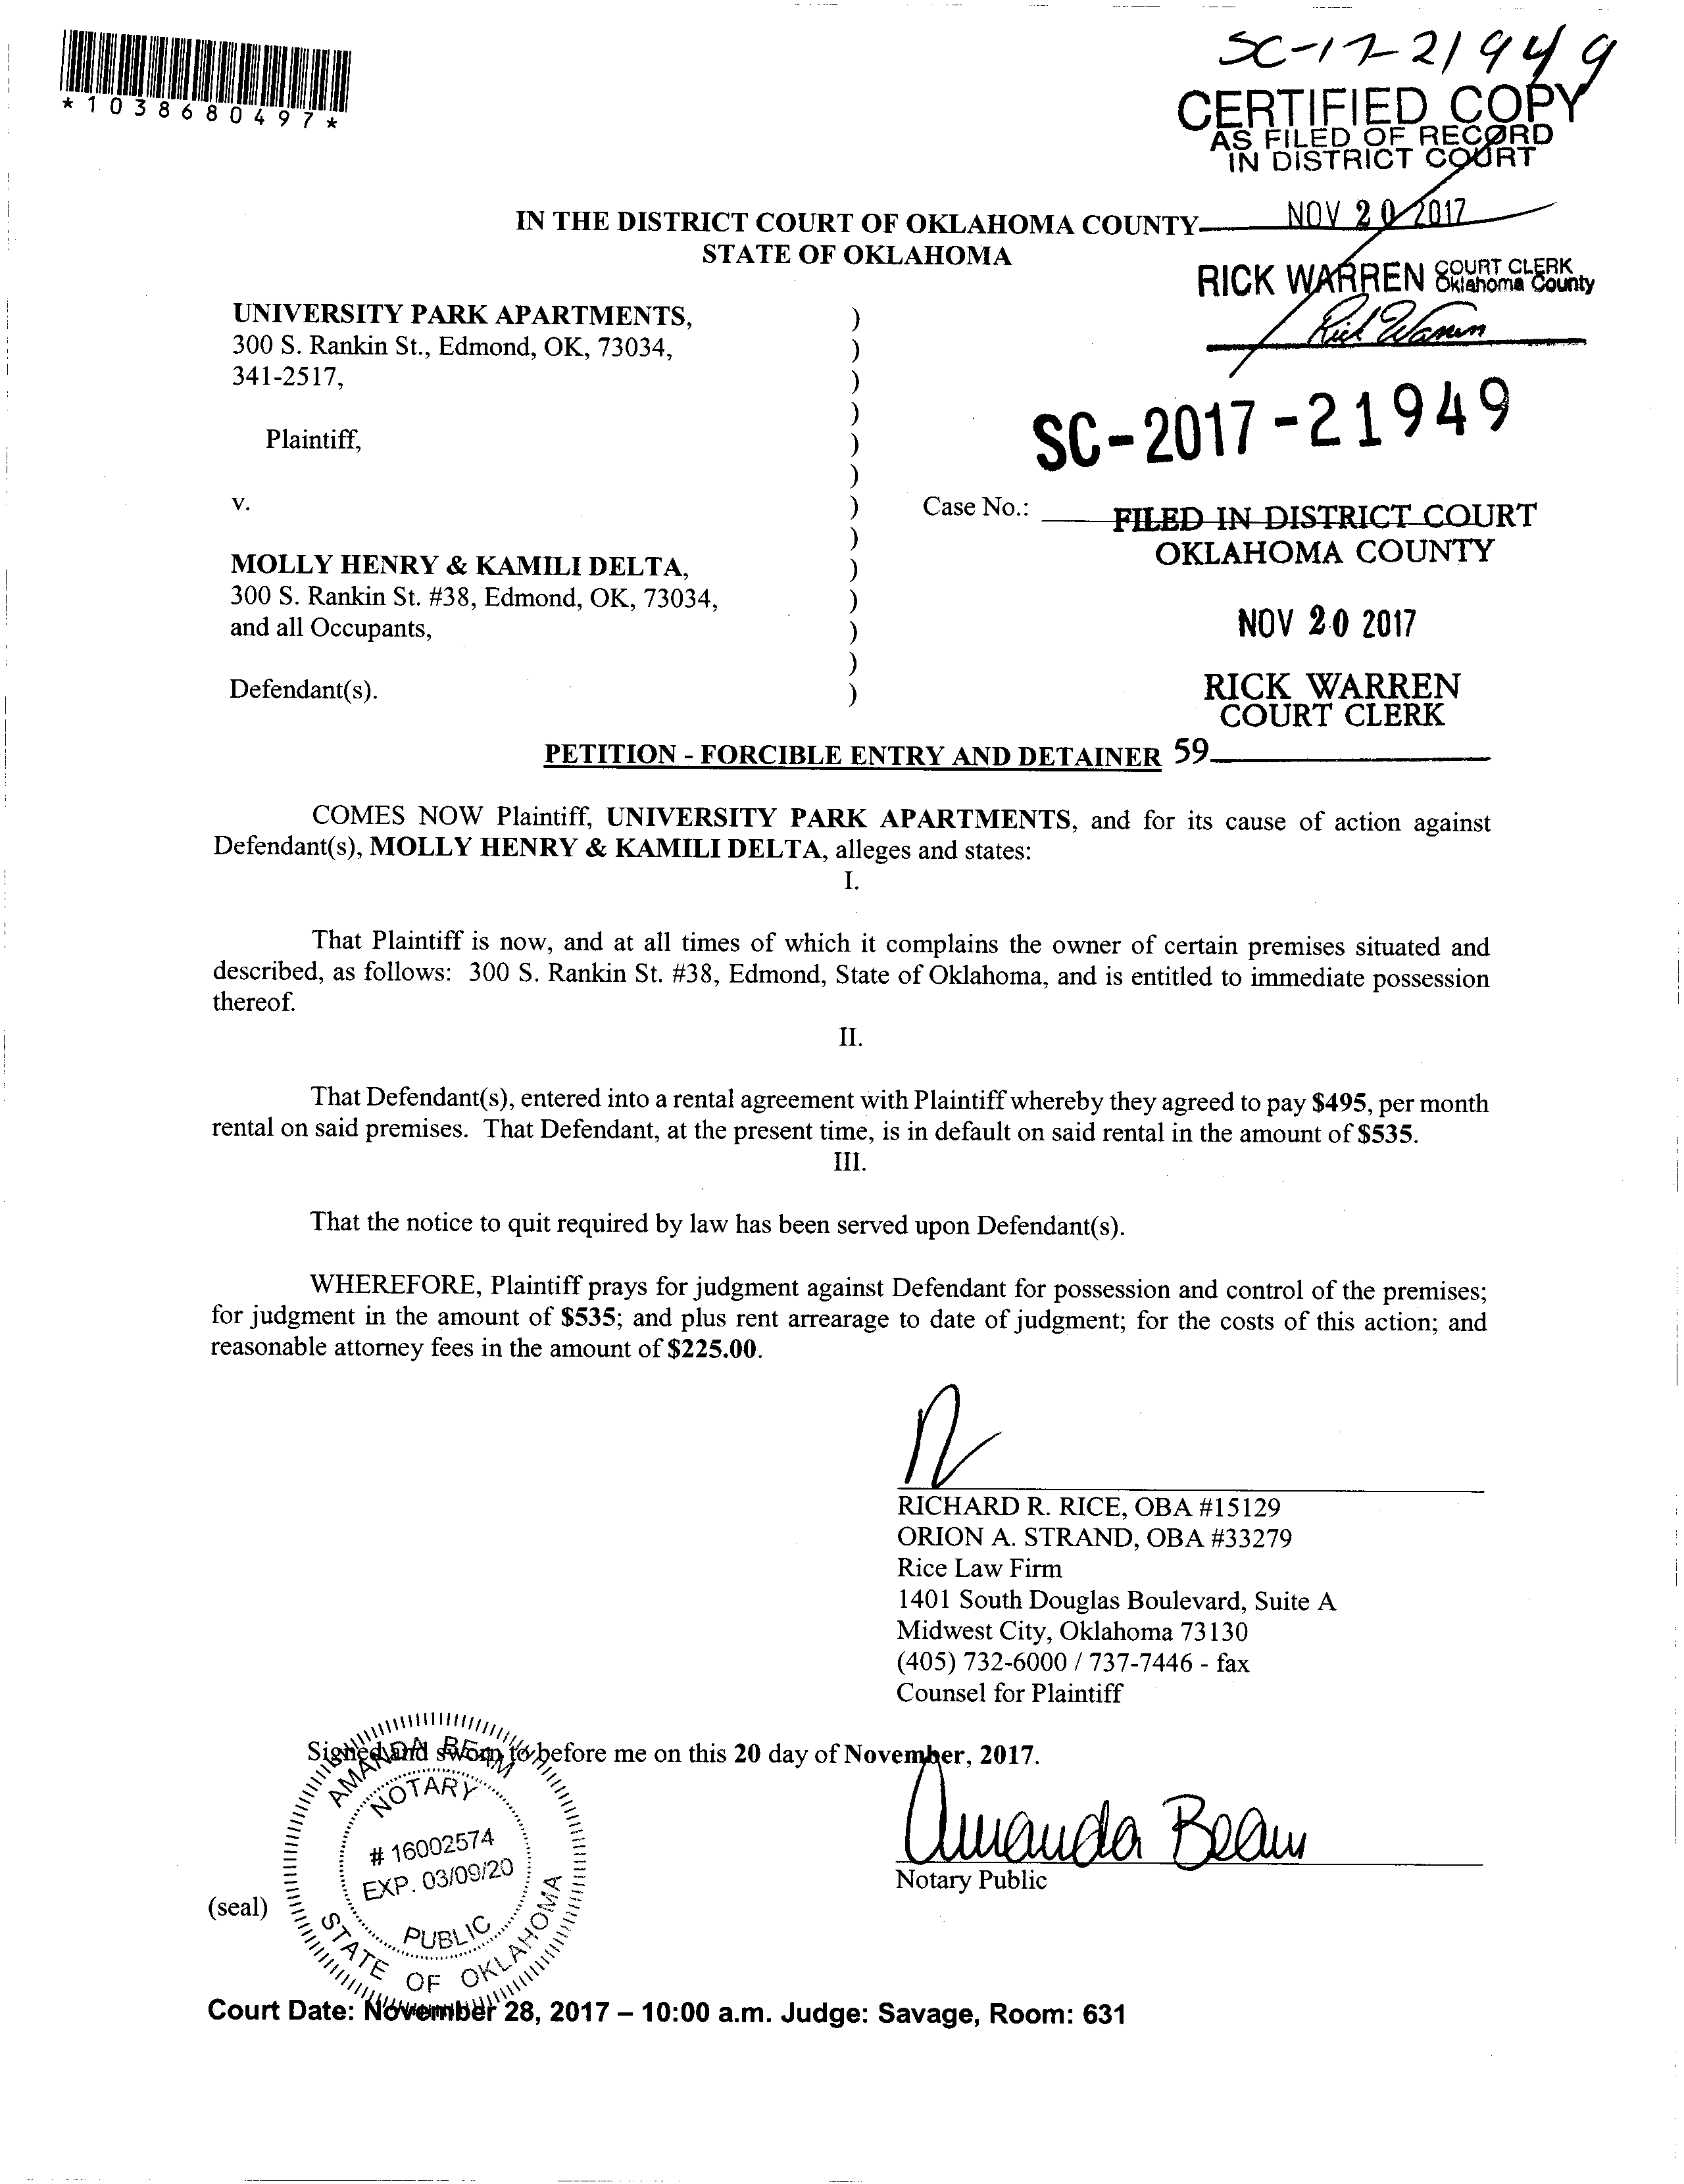 SC-17-21949
*1038680497*
CERTIFIED COPY
AS FILED OF RECORD
IN DISTRICT COURT
NOV 20 2017
IN THE DISTRICT COURT OF OKLAHOMA COUNTY
STATE OF OKLAHOMA
RICK WARREN COURT CLERK
Oklahoma County
Rick Warren
UNIVERSITY PARK APARTMENTS, )
300 S. Rankin St., Edmond, OK, 73034, )
341-2517, )
)
Plaintiff, )
SC-2017-21949
)
v. ) Case No.:
FILED IN DISTRICT COURT
)
OKLAHOMA COUNTY
MOLLY HENRY & KAMILI DELTA, )
300 S. Rankin St. #38, Edmond, OK, 73034, )
and all Occupants, )
NOV 20 2017
)
Defendant(s). )
RICK WARREN
COURT CLERK
PETITION - FORCIBLE ENTRY AND DETAINER 59
COMES NOW Plaintiff, UNIVERSITY PARK APARTMENTS, and for its cause of action against
Defendant(s), MOLLY HENRY & KAMILI DELTA, alleges and states:
I.
That Plaintiff is now, and at all times of which it complains the owner of certain premises situated and
described, as follows: 300 S. Rankin St. #38, Edmond, State of Oklahoma, and is entitled to immediate possession
thereof.
II.
That Defendant(s), entered into a rental agreement with Plaintiff whereby they agreed to pay $495, per month
rental on said premises. That Defendant, at the present time, is in default on said rental in the amount of $535.
III.
That the notice to quit required by law has been served upon Defendant(s).
WHEREFORE, Plaintiff prays for judgment against Defendant for possession and control of the premises;
for judgment in the amount of $535; and plus rent arrearage to date of judgment; for the costs of this action; and
reasonable attorney fees in the amount of $225.00.
RICHARD R. RICE, OBA #15129
ORION A. STRAND, OBA #33279
Rice Law Firm
1401 South Douglas Boulevard, Suite A
Midwest City, Oklahoma 73130
(405) 732-6000 / 737-7446 - fax
Counsel for Plaintiff
Signed and sworn to before me on this 20 day of November, 2017.
AMANDA BEAM
NOTARY
# 16002574
EXP. 03/09/20
PUBLIC
STATE OF OKLAHOMA
Amanda Beam
Notary Public
(seal)
Court Date: November 28, 2017 – 10:00 a.m. Judge: Savage, Room: 631